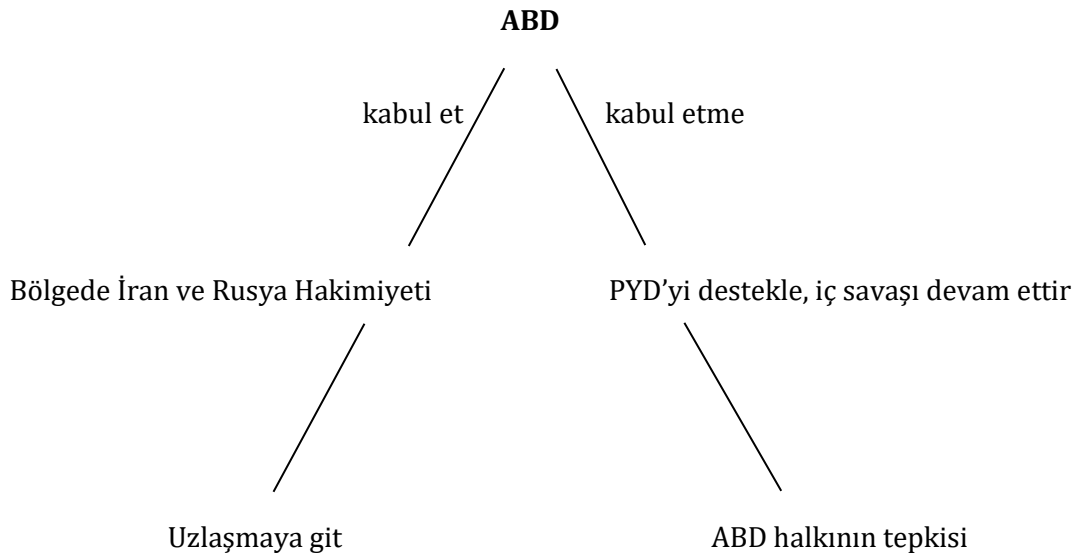 ABD
kabul et
kabul etme
Bölgede İran ve Rusya Hakimiyeti
PYD’yi destekle, iç savaşı devam ettir
Uzlaşmaya git
ABD halkının tepkisi